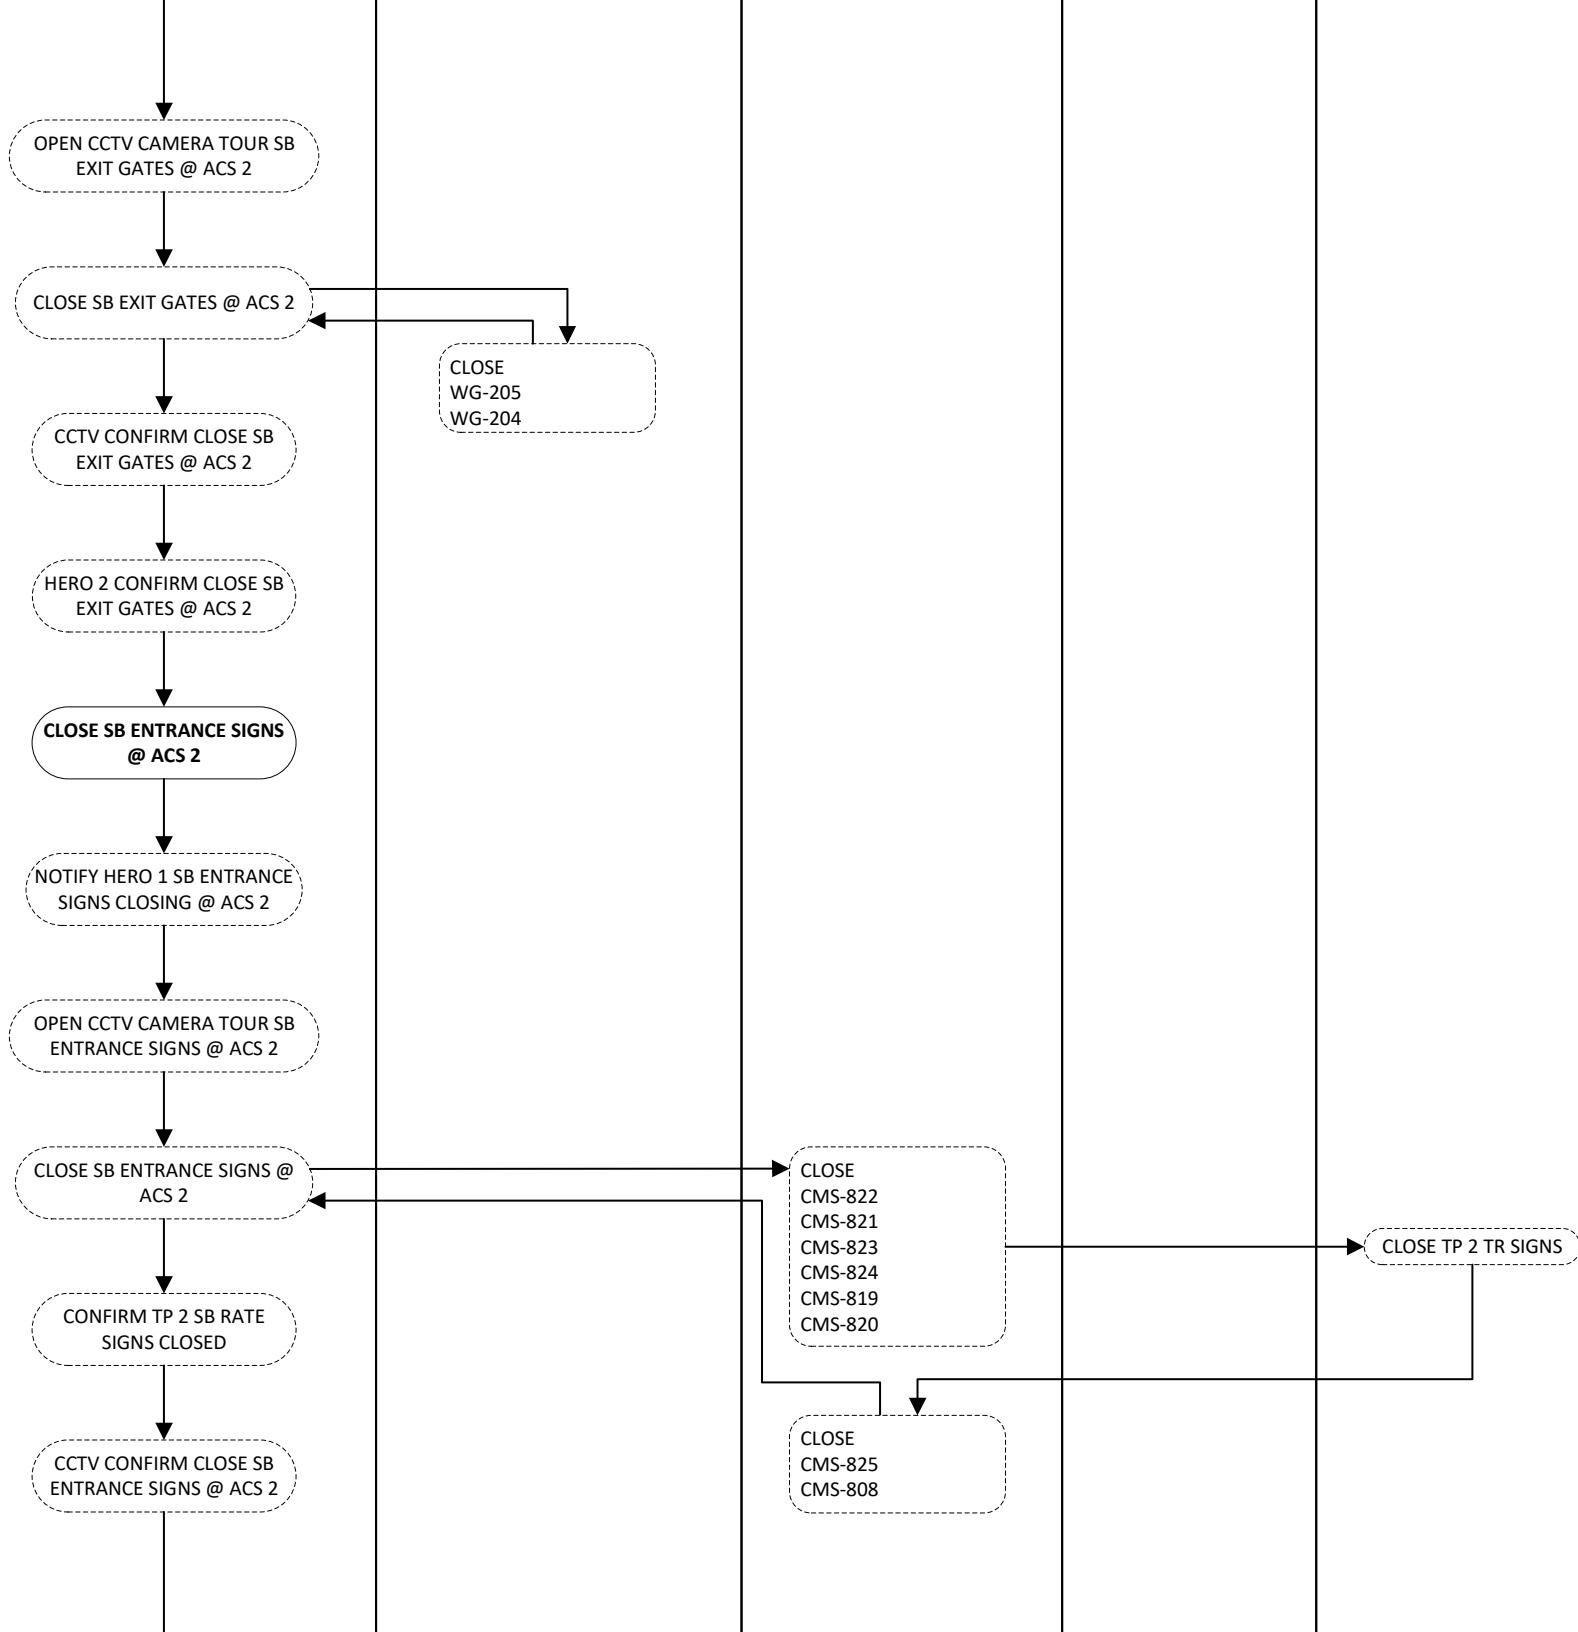 OPEN CCTV CAMERA TOUR SB
EXIT GATES @ ACS 2
CLOSE SB EXIT GATES @ ACS 2
CLOSE
WG-205
WG-204
CCTV CONFIRM CLOSE SB
EXIT GATES @ ACS 2
HERO 2 CONFIRM CLOSE SB
EXIT GATES @ ACS 2
CLOSE SB ENTRANCE SIGNS
@ ACS 2
NOTIFY HERO 1 SB ENTRANCE
SIGNS CLOSING @ ACS 2
OPEN CCTV CAMERA TOUR SB
ENTRANCE SIGNS @ ACS 2
CLOSE SB ENTRANCE SIGNS @
ACS 2
CLOSE
CMS-822
CMS-821
CMS-823
CMS-824
CMS-819
CMS-820
CLOSE TP 2 TR SIGNS
CONFIRM TP 2 SB RATE
SIGNS CLOSED
CLOSE
CMS-825
CMS-808
CCTV CONFIRM CLOSE SB
ENTRANCE SIGNS @ ACS 2